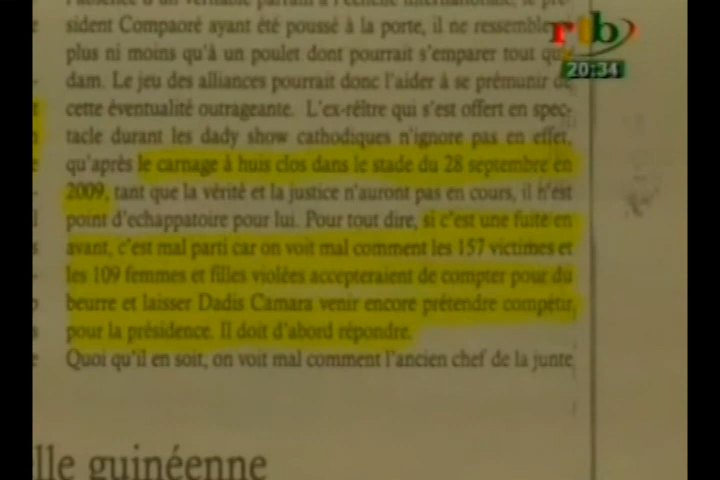 rtb
20:34
sident Compaoré ayant été poussé à la porte, il ne ressemble
plus ni moins qu'à un poulet dont pourrait s'emparer tout qui
dam. Le jeu des alliances pourrait donc l'aider à se prémunir de
cette éventualité outrageante. L'ex-reître qui s'est offert en spec-
tacle durant les dady show cathodiques n'ignore pas en effet,
qu'après le carnage à huis clos dans le stade du 28 septembre en
2009, tant que la vérité et la justice n'auront pas en cours, il n'est
point d'echappatoire pour lui. Pour tout dire, si c'est une fuite en
avant, c'est mal parti car on voit mal comment les 157 victimes et
les 109 femmes et filles violées accepteraient de compter pour du
beurre et laisser Dadis Camara venir encore prétendre compétir
pour la présidence. Il doit d'abord répondre.
Quoi qu'il en soit, on voit mal comment l'ancien chef de la junte
elle guinéenne